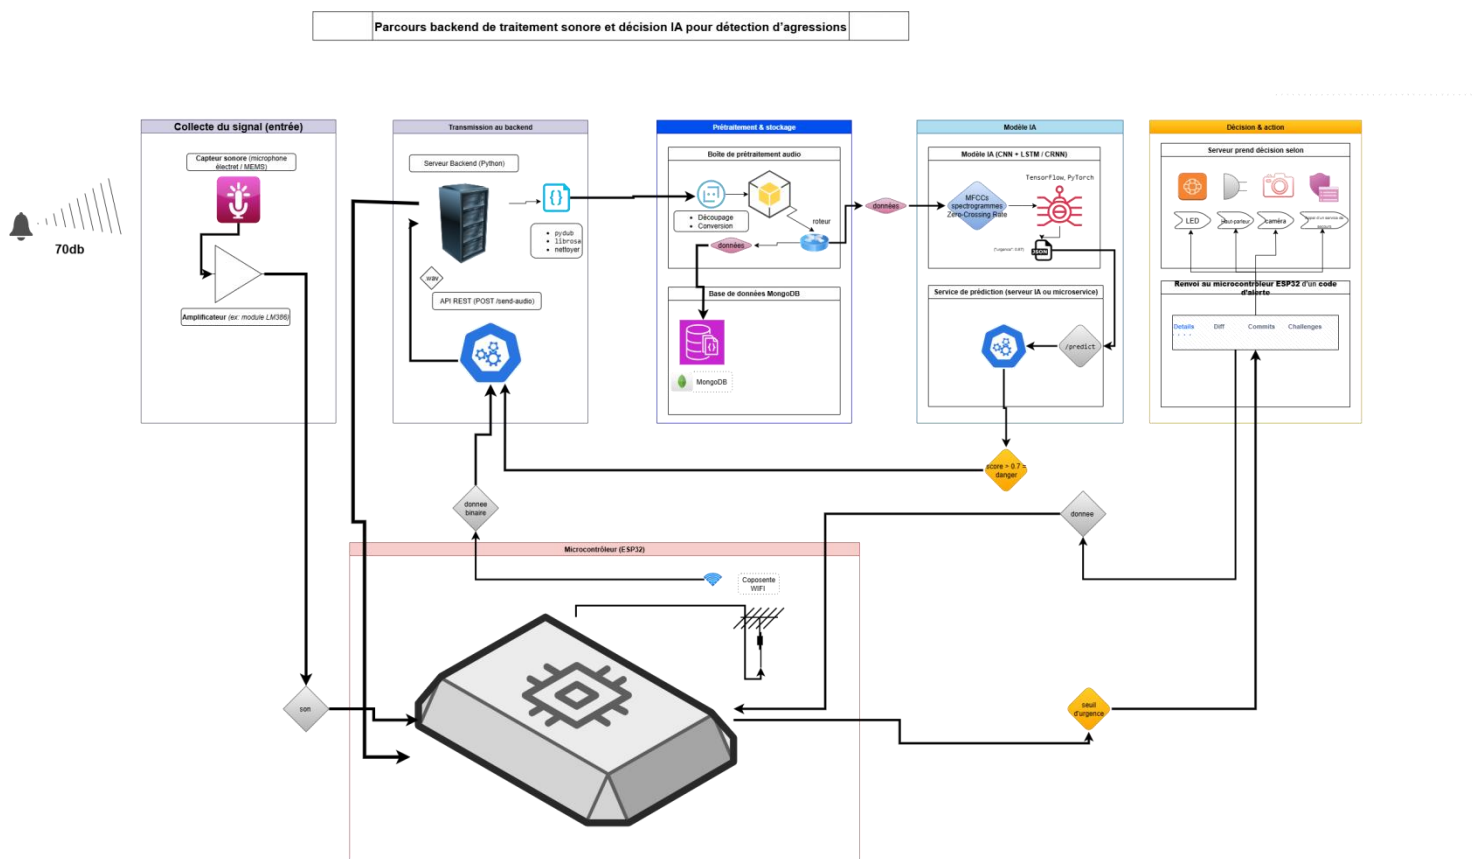 Parcours backend de traitement sonore et décision IA pour détection d'agressions
70db
Collecte du signal (entrée)
Capteur sonore (microphone
électret / MEMS)
Amplificateur (ex: module LM386)
son
Transmission au backend
Serveur Backend (Python)
{}
pydub
librosa
nettoyer
.wav
API REST (POST /send-audio)
donnee
binaire
Prétraitement & stockage
Boîte de prétraitement audio
Découpage
Conversion
roteur
données
données
Base de données MongoDB
{}
MongoDB
Modèle IA
Modèle IA (CNN + LSTM / CRNN)
TensorFlow, PyTorch
MFCCs
spectrogrammes
Zero-Crossing Rate
JSON
Service de prédiction (serveur IA ou microservice)
/predict
score > 0.7 =
danger
Décision & action
Serveur prend décision selon
LED
Haut-parleur
caméra
Renvoi au microcontrôleur ESP32 d'un code
d'alerte
Details
Diff
Commits
Challenges
donnee
Microcontrôleur (ESP32)
Coposente
WIFI
seuil
d'urgence